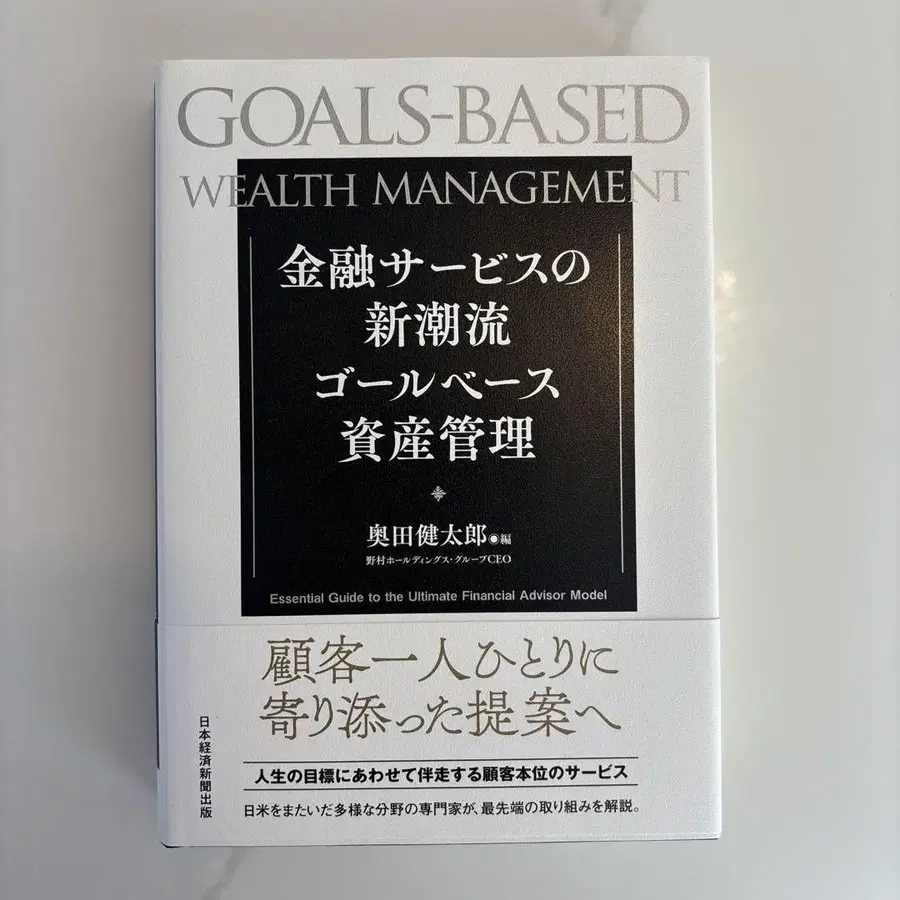 GOALS-BASED
WEALTH MANAGEMENT
金融サービスの
新潮流
ゴールベース
資産管理
奥田健太郎◉編
野村ホールディングス・グループCEO
Essential Guide to the Ultimate Financial Advisor Model
顧客一人ひとりに
寄り添った提案へ
人生の目標にあわせて伴走する顧客本位のサービス
日米をまたいだ多様な分野の専門家が、最先端の取り組みを解説。
日本経済新聞出版